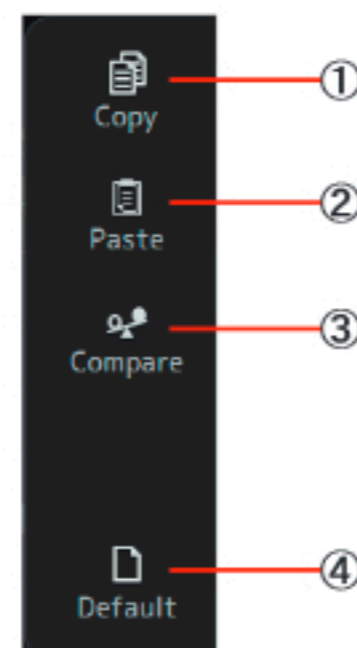 Copy ①
Paste ②
Compare ③
Default ④